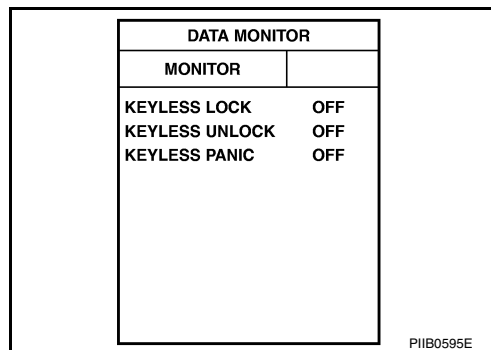 DATA MONITOR
MONITOR
KEYLESS LOCK OFF
KEYLESS UNLOCK OFF
KEYLESS PANIC OFF
PIIB0595E